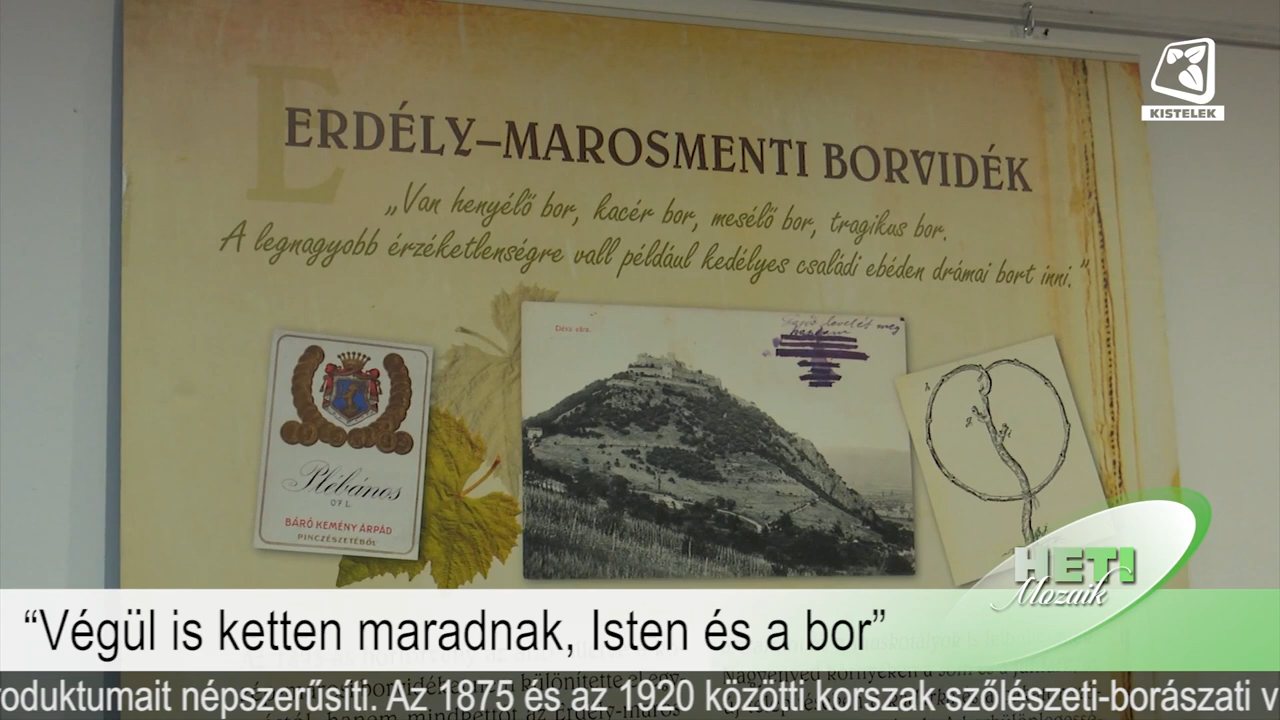 KISTELEK
ERDÉLY–MAROSMENTI BORVIDÉK
„Van henyélő bor, kacér bor, mesélő bor, tragikus bor.
A legnagyobb érzéketlenségre vall például kedélyes családi ebéden drámai bort inni."
Déva vára.
Plébános
07 L
BÁRÓ KEMÉNY ÁRPÁD
PINCZÉSZETÉBŐL
A
HETI
Mozaik
“Végül is ketten maradnak, Isten és a bor”
roduktumait népszerűsíti. Az 1875 és az 1920 közötti korszak szőlészeti-borászati v